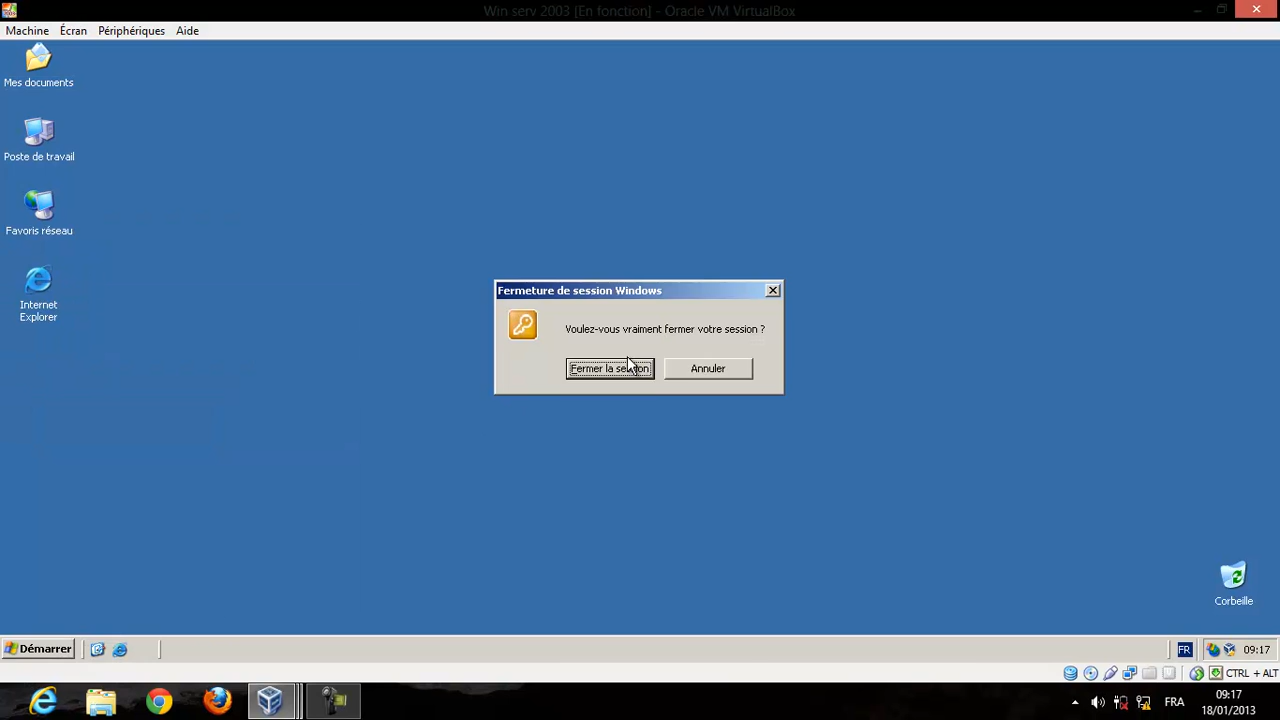 Win serv 2003 [En fonction] - Oracle VM VirtualBox
Machine Écran Périphériques Aide
Mes documents
Poste de travail
Favoris réseau
Internet
Explorer
Fermeture de session Windows
Voulez-vous vraiment fermer votre session ?
Fermer la session
Annuler
Corbeille
Démarrer
FR
09:17
CTRL + ALT
FRA
09:17
18/01/2013